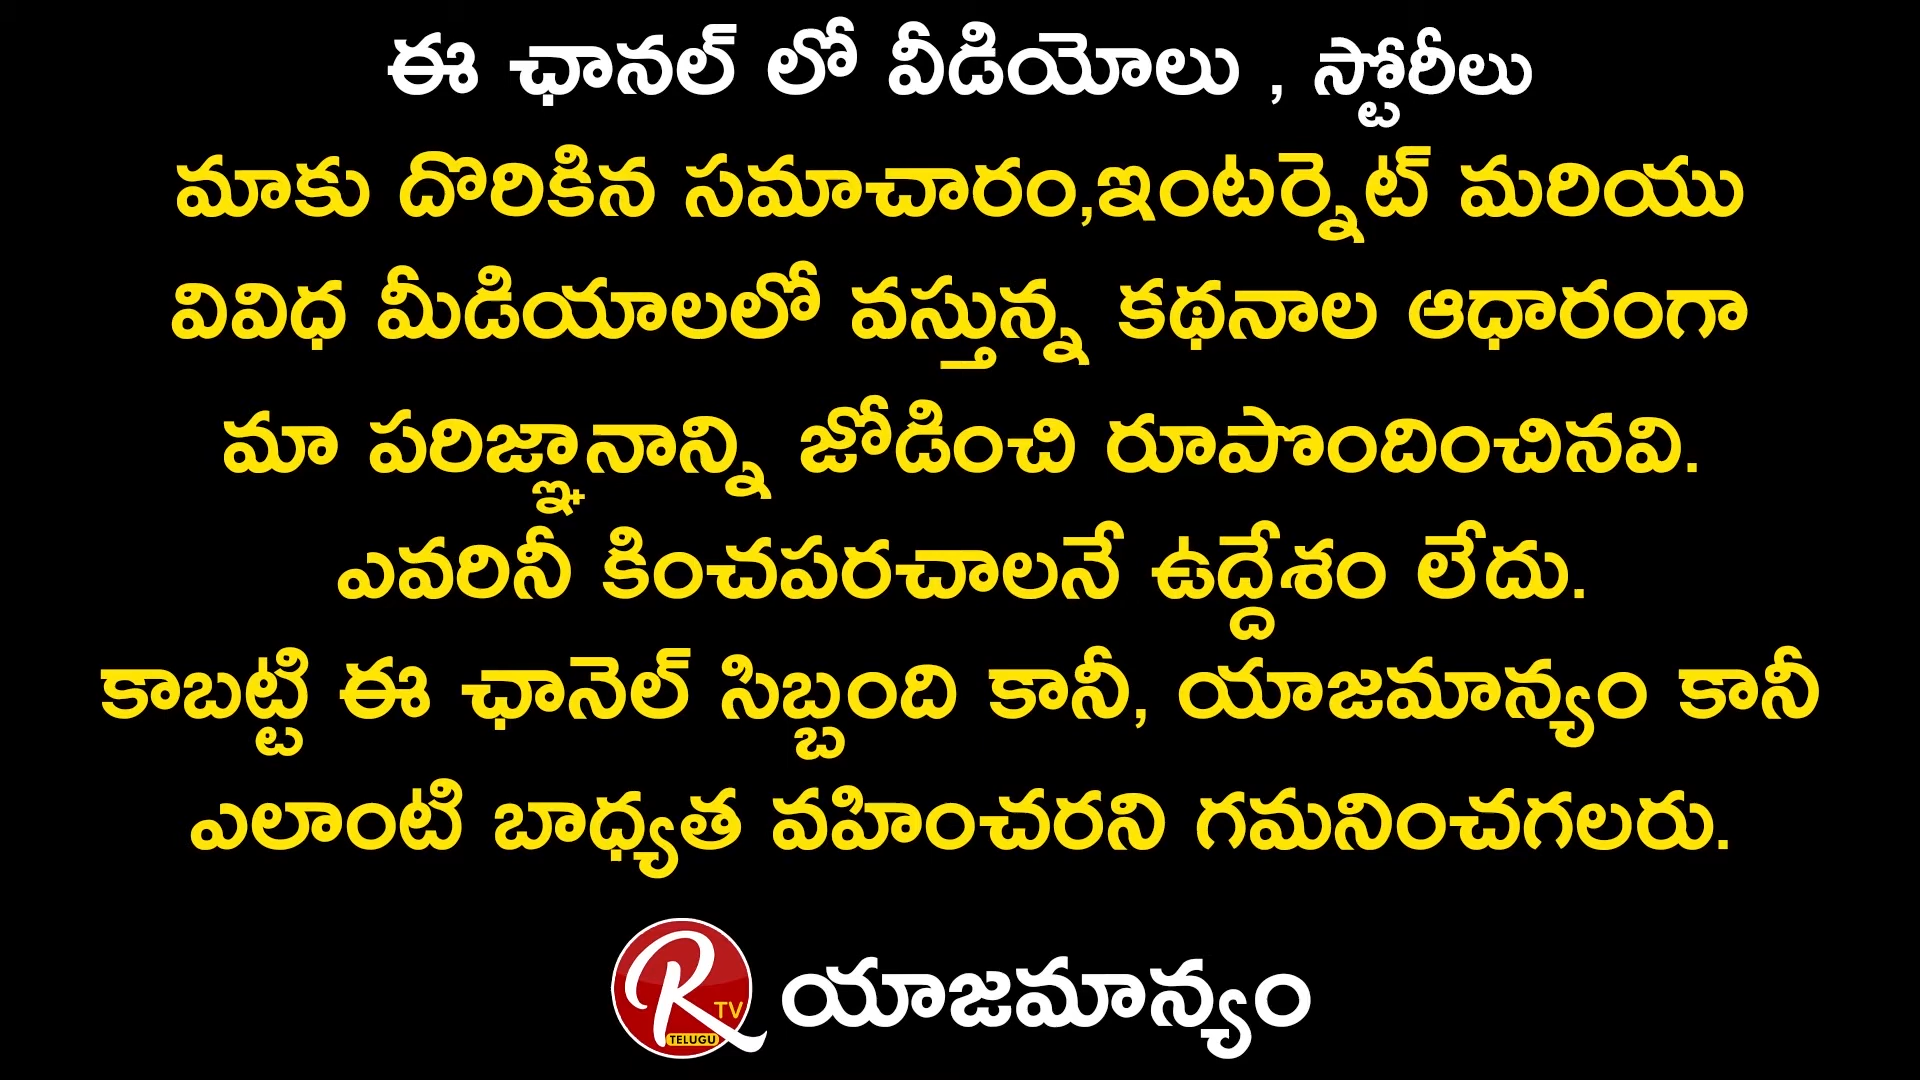 ఈ ఛానల్ లో వీడియోలు , స్టోరీలు
మాకు దొరికిన సమాచారం,ఇంటర్నెట్ మరియు
వివిధ మీడియాలలో వస్తున్న కథనాల ఆధారంగా
మా పరిజ్ఞానాన్ని జోడించి రూపొందించినవి.
ఎవరినీ కించపరచాలనే ఉద్దేశం లేదు.
కాబట్టి ఈ ఛానెల్ సిబ్బంది కానీ, యాజమాన్యం కానీ
ఎలాంటి బాధ్యత వహించరని గమనించగలరు.
R TV TELUGU యాజమాన్యం